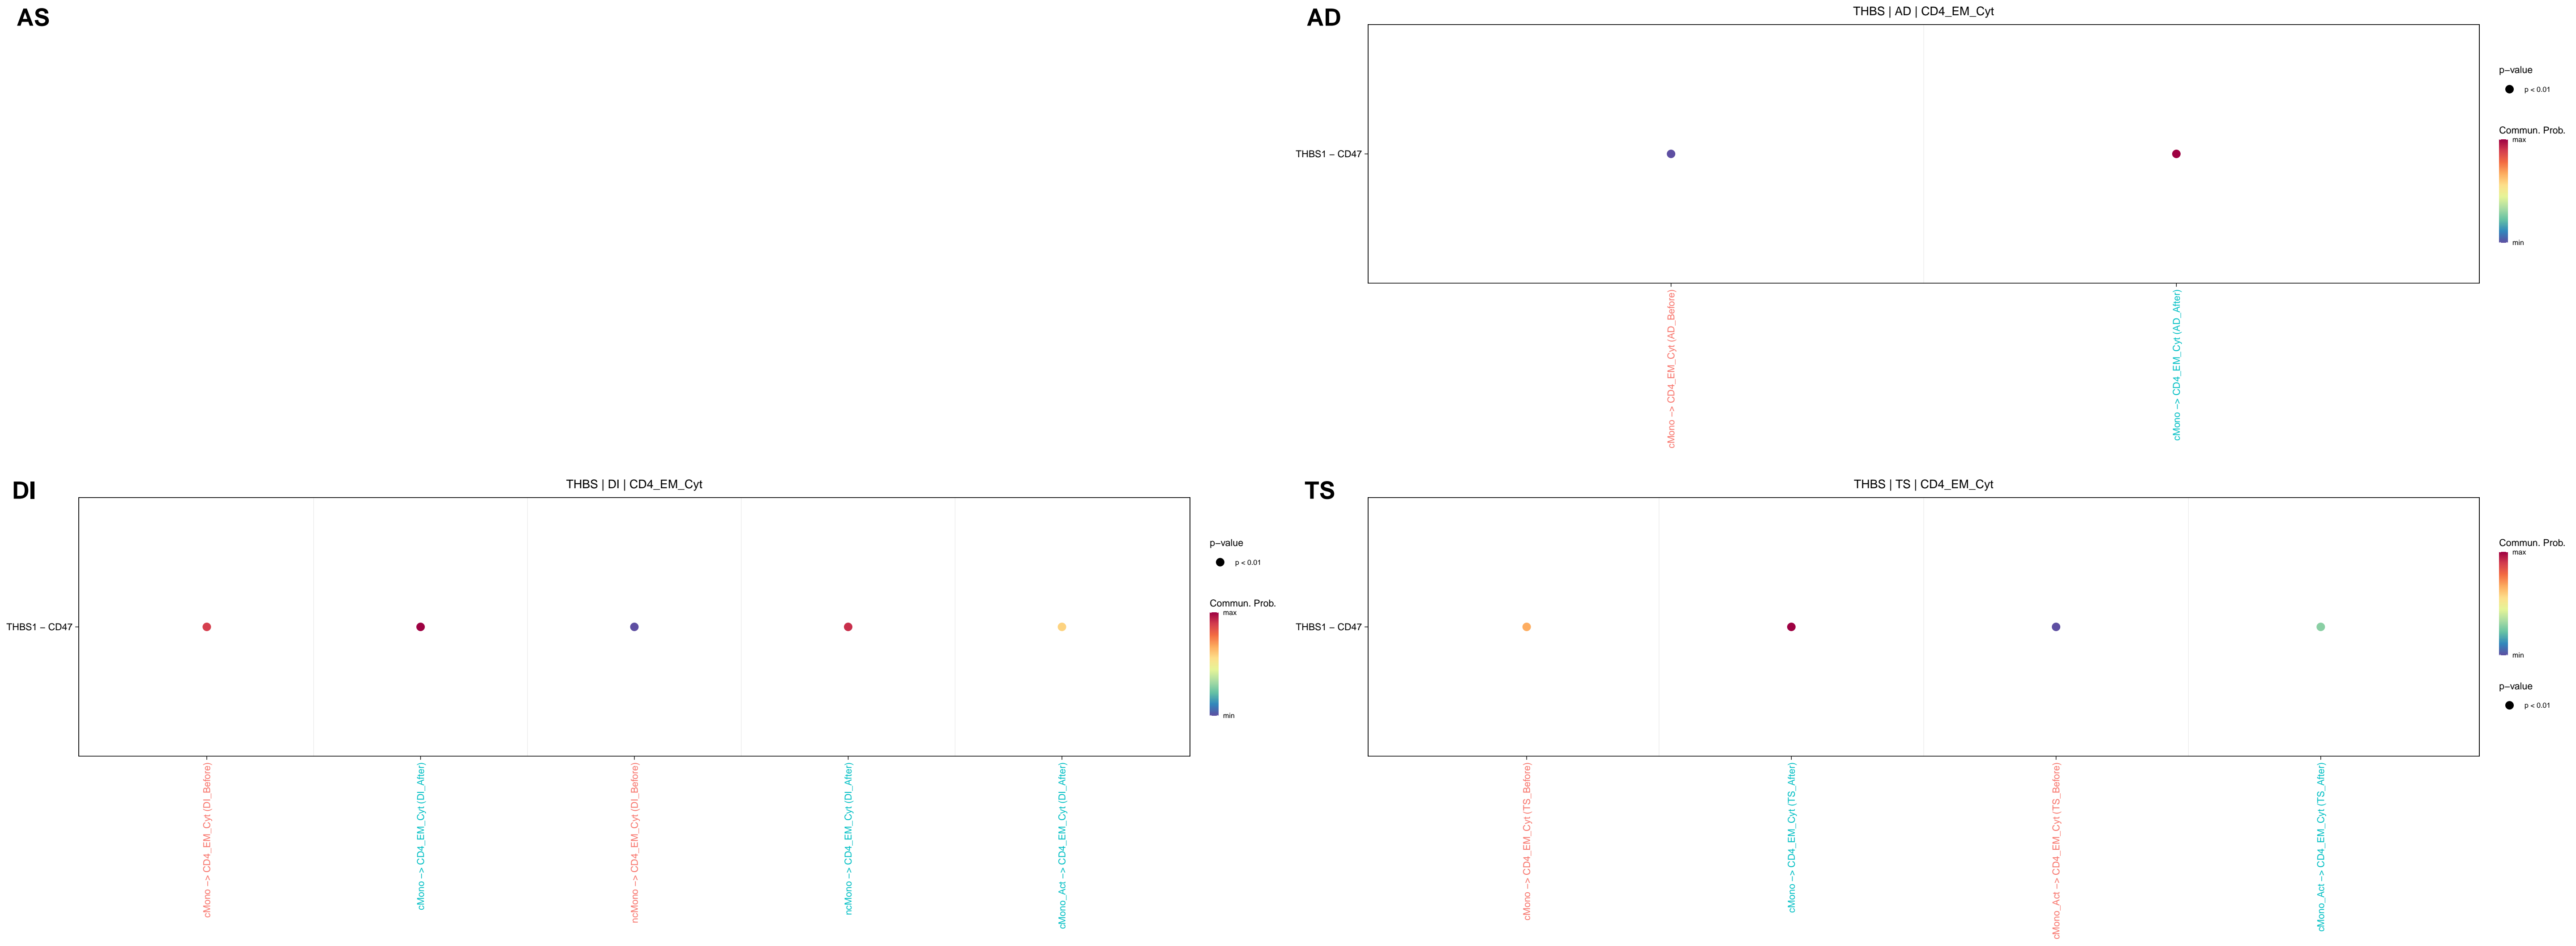 AS
AD
THBS | AD | CD4_EM_Cyt
THBS1 − CD47
cMono −> CD4_EM_Cyt (AD_Before)
cMono −> CD4_EM_Cyt (AD_After)
p−value
p < 0.01
Commun. Prob.
max
min
DI
THBS | DI | CD4_EM_Cyt
THBS1 − CD47
cMono −> CD4_EM_Cyt (DI_Before)
cMono −> CD4_EM_Cyt (DI_After)
ncMono −> CD4_EM_Cyt (DI_Before)
ncMono −> CD4_EM_Cyt (DI_After)
cMono_Act −> CD4_EM_Cyt (DI_After)
p−value
p < 0.01
Commun. Prob.
max
min
TS
THBS | TS | CD4_EM_Cyt
THBS1 − CD47
cMono −> CD4_EM_Cyt (TS_Before)
cMono −> CD4_EM_Cyt (TS_After)
cMono_Act −> CD4_EM_Cyt (TS_Before)
cMono_Act −> CD4_EM_Cyt (TS_After)
Commun. Prob.
max
min
p−value
p < 0.01